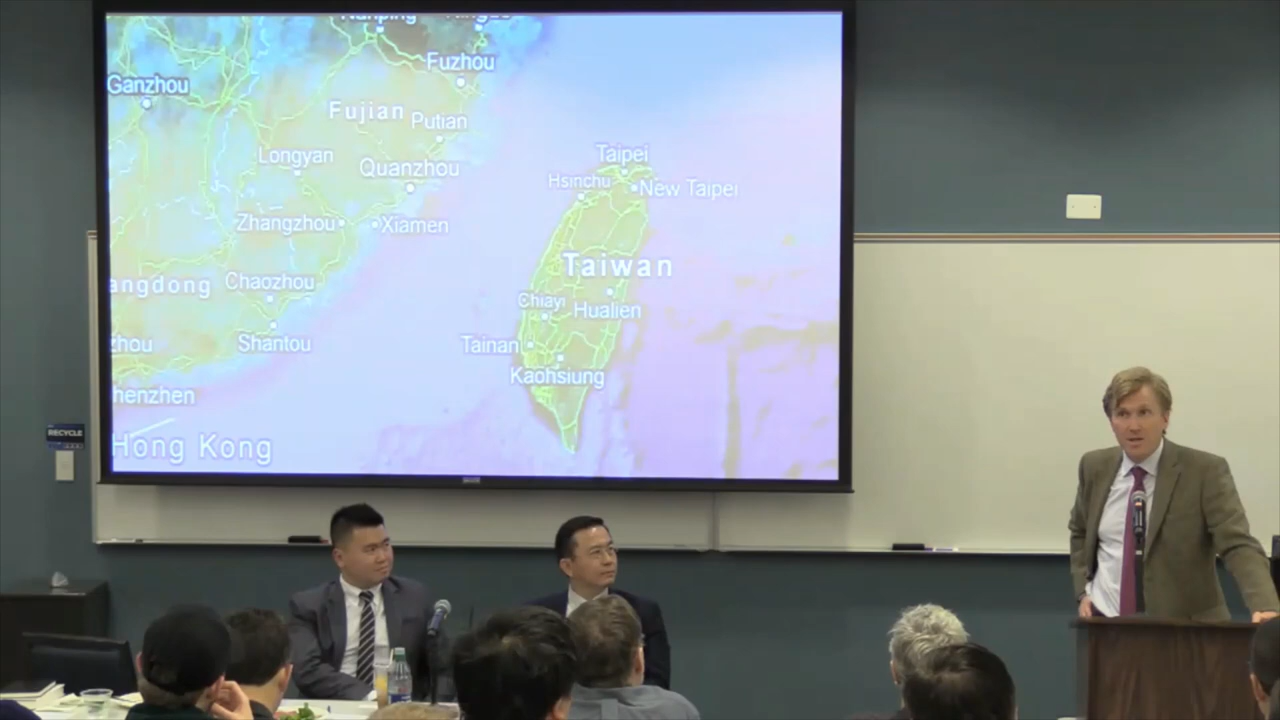 Ganzhou
Fuzhou
Fujian
Putian
Longyan
Quanzhou
Taipei
Hsinchu
New Taipei
Zhangzhou
Xiamen
Taiwan
angdong
Chaozhou
Chiayi
Hualien
zhou
Shantou
Tainan
Kaohsiung
henzhen
Hong Kong
RECYCLE